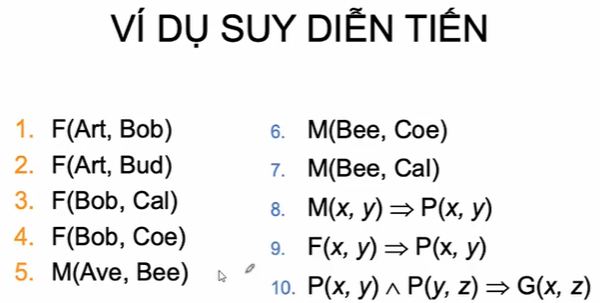 VÍ DỤ SUY DIỄN TIẾN
1. F(Art, Bob)
2. F(Art, Bud)
3. F(Bob, Cal)
4. F(Bob, Coe)
5. M(Ave, Bee)
6. M(Bee, Coe)
7. M(Bee, Cal)
8. M(x, y) ⇒ P(x, y)
9. F(x, y) ⇒ P(x, y)
10. P(x, y) ∧ P(y, z) ⇒ G(x, z)